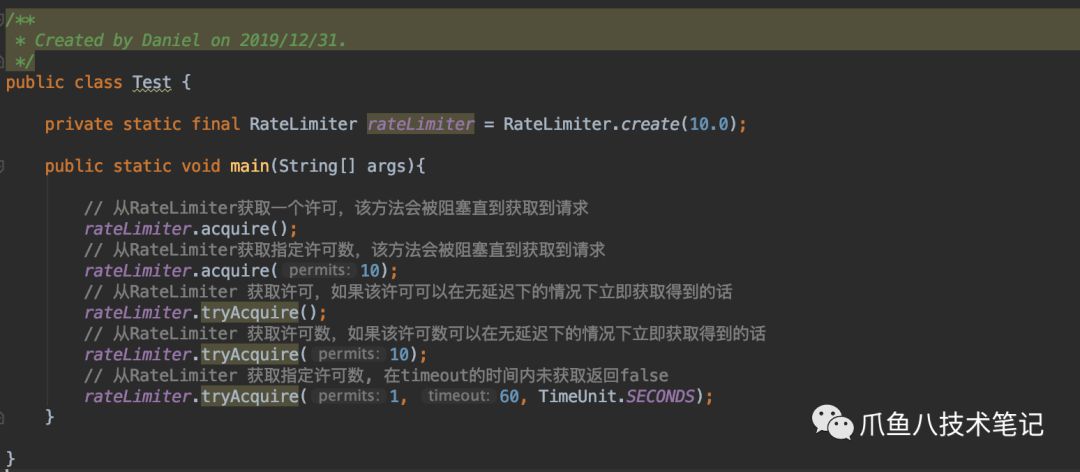 /**
 * Created by Daniel on 2019/12/31.
 */
public class Test {
    private static final RateLimiter rateLimiter = RateLimiter.create(10.0);
    public static void main(String[] args){
        // 从RateLimiter获取一个许可，该方法会被阻塞直到获取到请求
        rateLimiter.acquire();
        // 从RateLimiter获取指定许可数，该方法会被阻塞直到获取到请求
        rateLimiter.acquire( permits: 10);
        // 从RateLimiter 获取许可，如果该许可可以在无延迟下的情况下立即获取得到的话
        rateLimiter.tryAcquire();
        // 从RateLimiter 获取许可数，如果该许可数可以在无延迟下的情况下立即获取得到的话
        rateLimiter.tryAcquire( permits: 10);
        // 从RateLimiter 获取指定许可数, 在timeout的时间内未获取返回false
        rateLimiter.tryAcquire( permits: 1, timeout: 60, TimeUnit.SECONDS);
    }
爪鱼八技术笔记
}